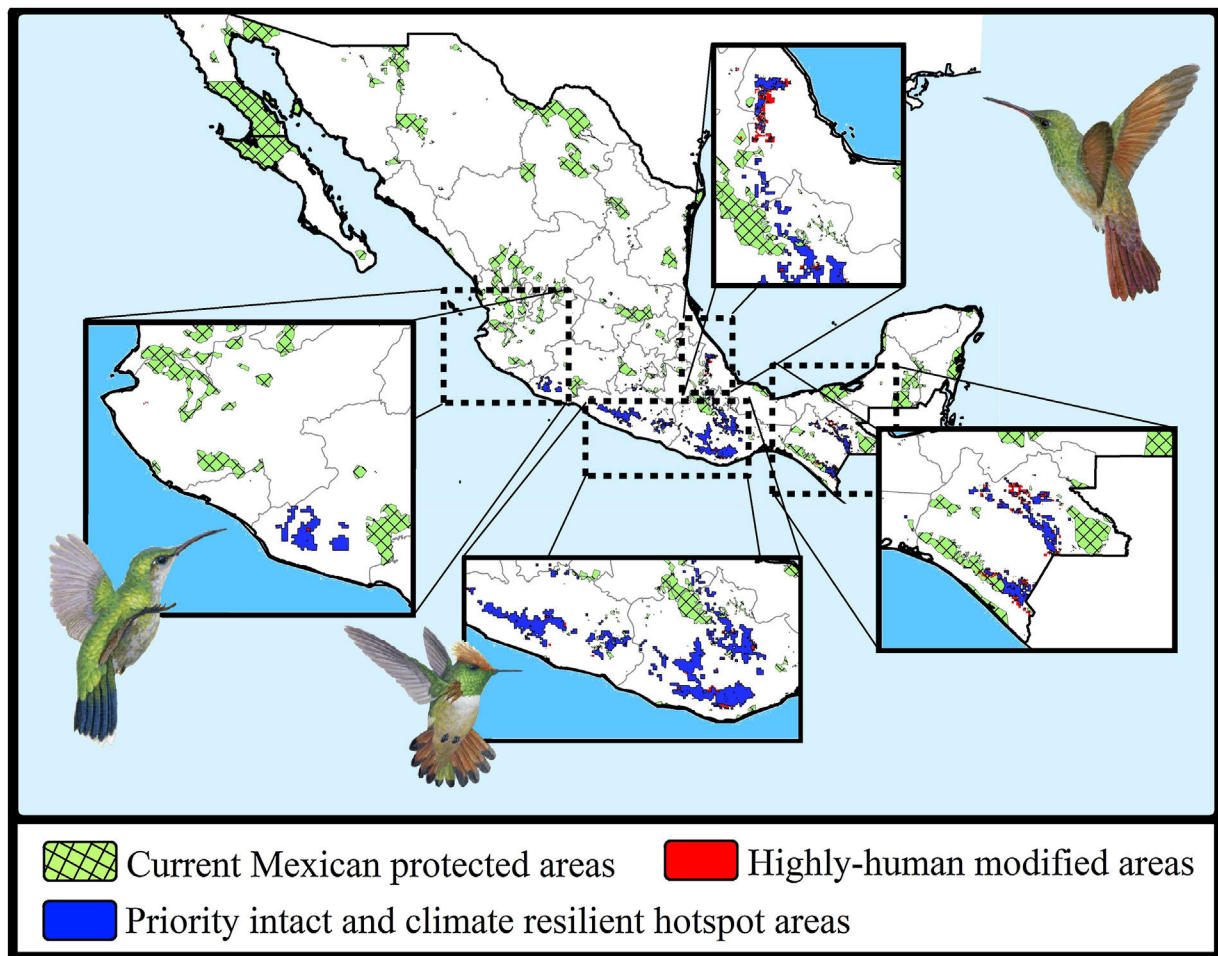 Current Mexican protected areas
Highly-human modified areas
Priority intact and climate resilient hotspot areas